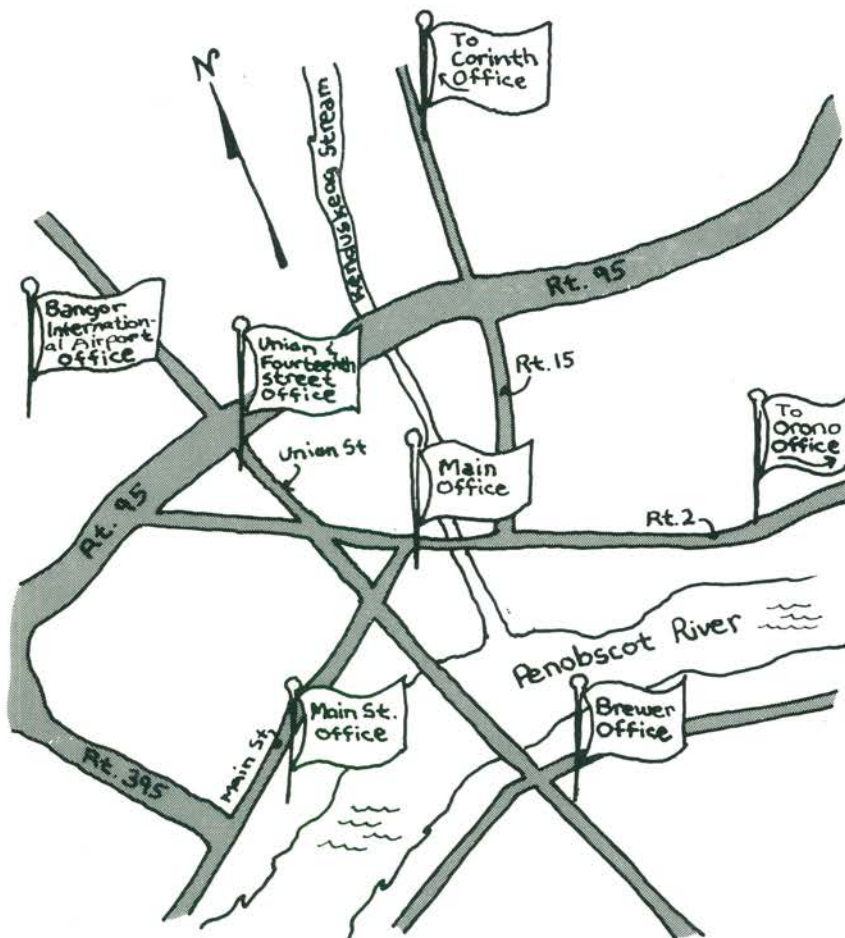 To
Corinth
Office
N
Kenduskeag Stream
Rt. 95
Bangor
Internation-
al Airport
Office
Union &
Fourteenth
Street
Office
Rt. 15
To
Orono
Office
Union St
Main
Office
Rt. 95
Rt. 2
Penobscot River
Main St.
Office
Brewer
Office
Main St
Rt. 395